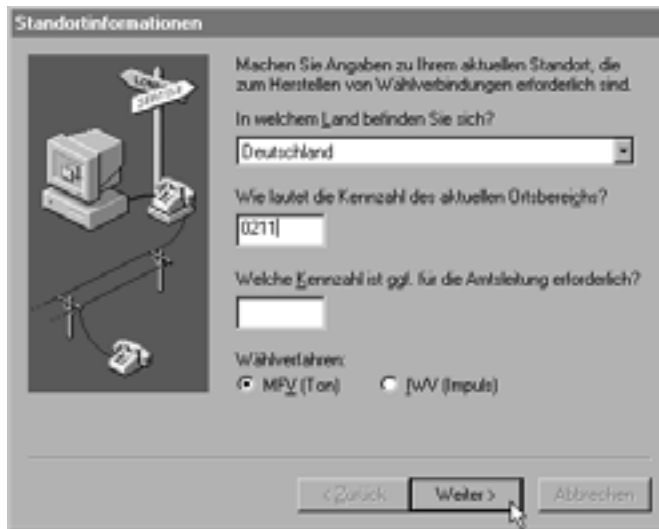 Standortinformationen
Machen Sie Angaben zu Ihrem aktuellen Standort, die
zum Herstellen von Wählverbindungen erforderlich sind.
In welchem Land befinden Sie sich?
Deutschland
Wie lautet die Kennzahl des aktuellen Ortsbereichs?
0211
Welche Kennzahl ist ggf. für die Amtsleitung erforderlich?
Wählverfahren:
MFV (Ton)
IWV (Impuls)
< Zurück
Weiter >
Abbrechen